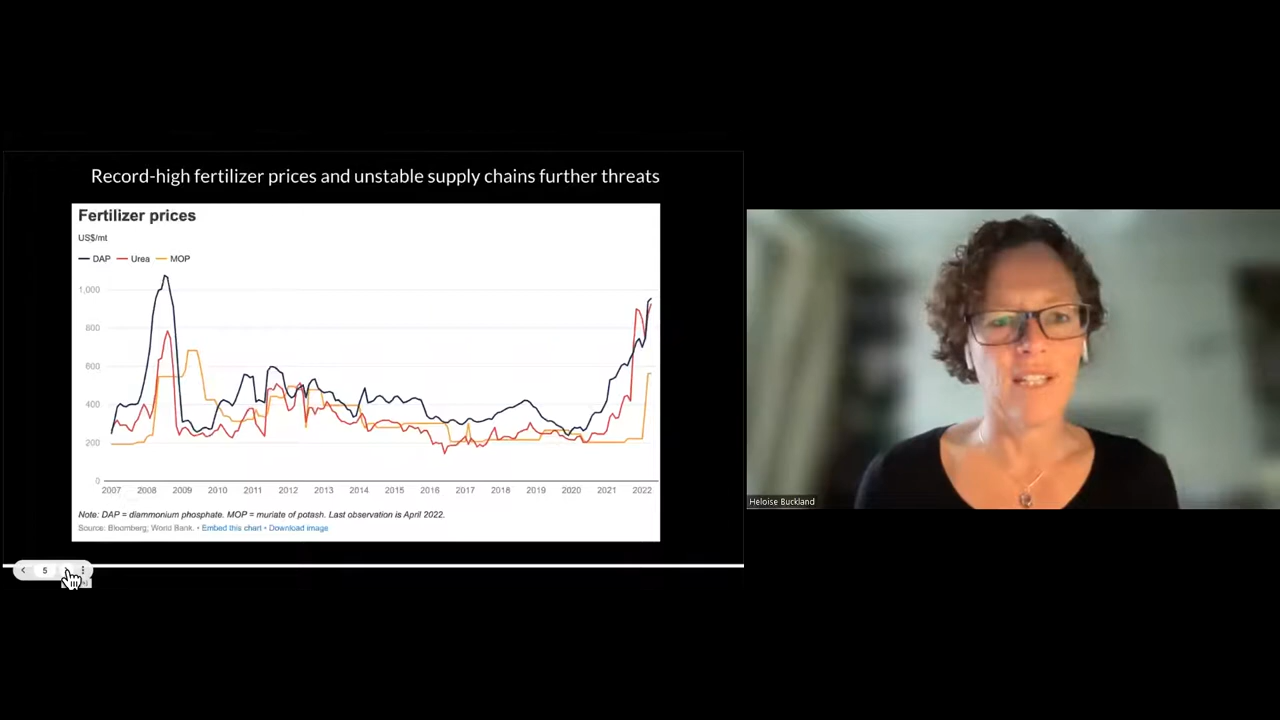 Record-high fertilizer prices and unstable supply chains further threats
Fertilizer prices
US$/mt
DAP Urea MOP
1,000
800
600
400
200
0
2007 2008 2009 2010 2011 2012 2013 2014 2015 2016 2017 2018 2019 2020 2021 2022
Note: DAP = diammonium phosphate. MOP = muriate of potash. Last observation is April 2022.
Source: Bloomberg; World Bank. • Embed this chart • Download image
5
Heloise Buckland